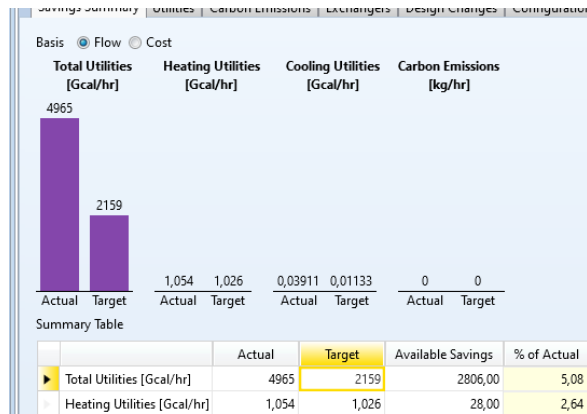 Savings Summary Utilities Carbon Emissions Exchangers Design Changes Configuration
Basis Flow Cost
Total Utilities [Gcal/hr] Heating Utilities [Gcal/hr] Cooling Utilities [Gcal/hr] Carbon Emissions [kg/hr]
4965
2159
1,054 1,026 0,03911 0,01133 0 0
Actual Target Actual Target Actual Target Actual Target
Summary Table
Actual Target Available Savings % of Actual
Total Utilities [Gcal/hr] 4965 2159 2806,00 5,08
Heating Utilities [Gcal/hr] 1,054 1,026 28,00 2,64